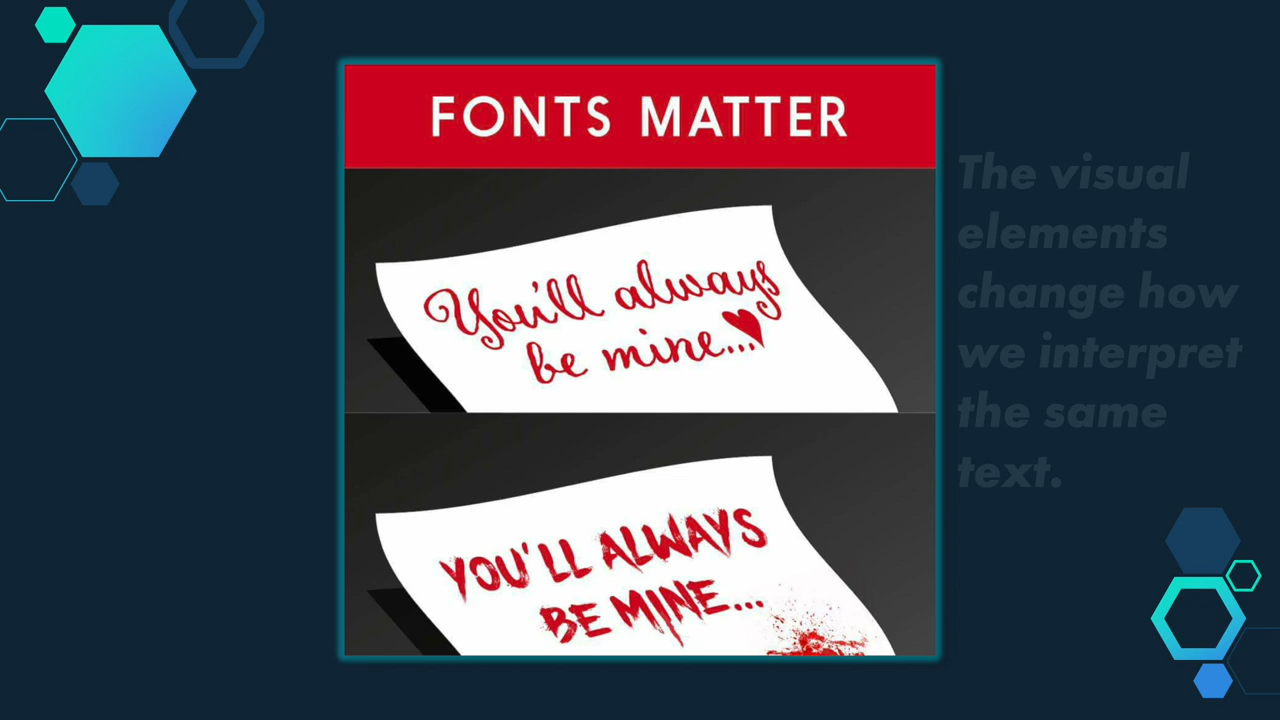 FONTS MATTER
You'll always
be mine...
YOU'LL ALWAYS
BE MINE...
The visual
elements
change how
we interpret
the same
text.